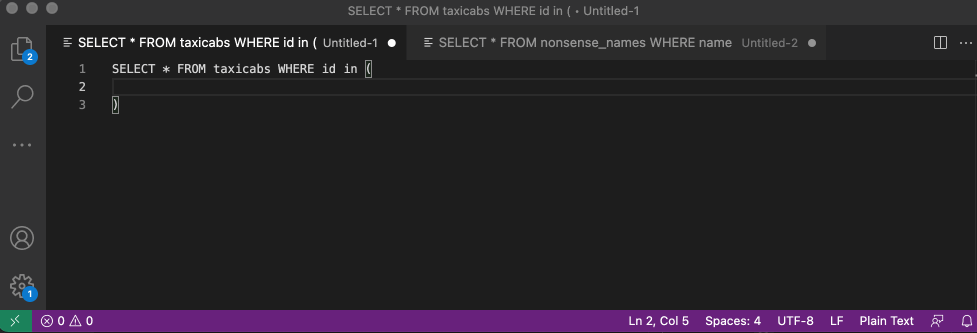 SELECT * FROM taxicabs WHERE id in ( • Untitled-1
SELECT * FROM taxicabs WHERE id in ( Untitled-1 ●
SELECT * FROM nonsense_names WHERE name Untitled-2 ●
1 SELECT * FROM taxicabs WHERE id in (
2
3 )
2
1
0 0
Ln 2, Col 5 Spaces: 4 UTF-8 LF Plain Text